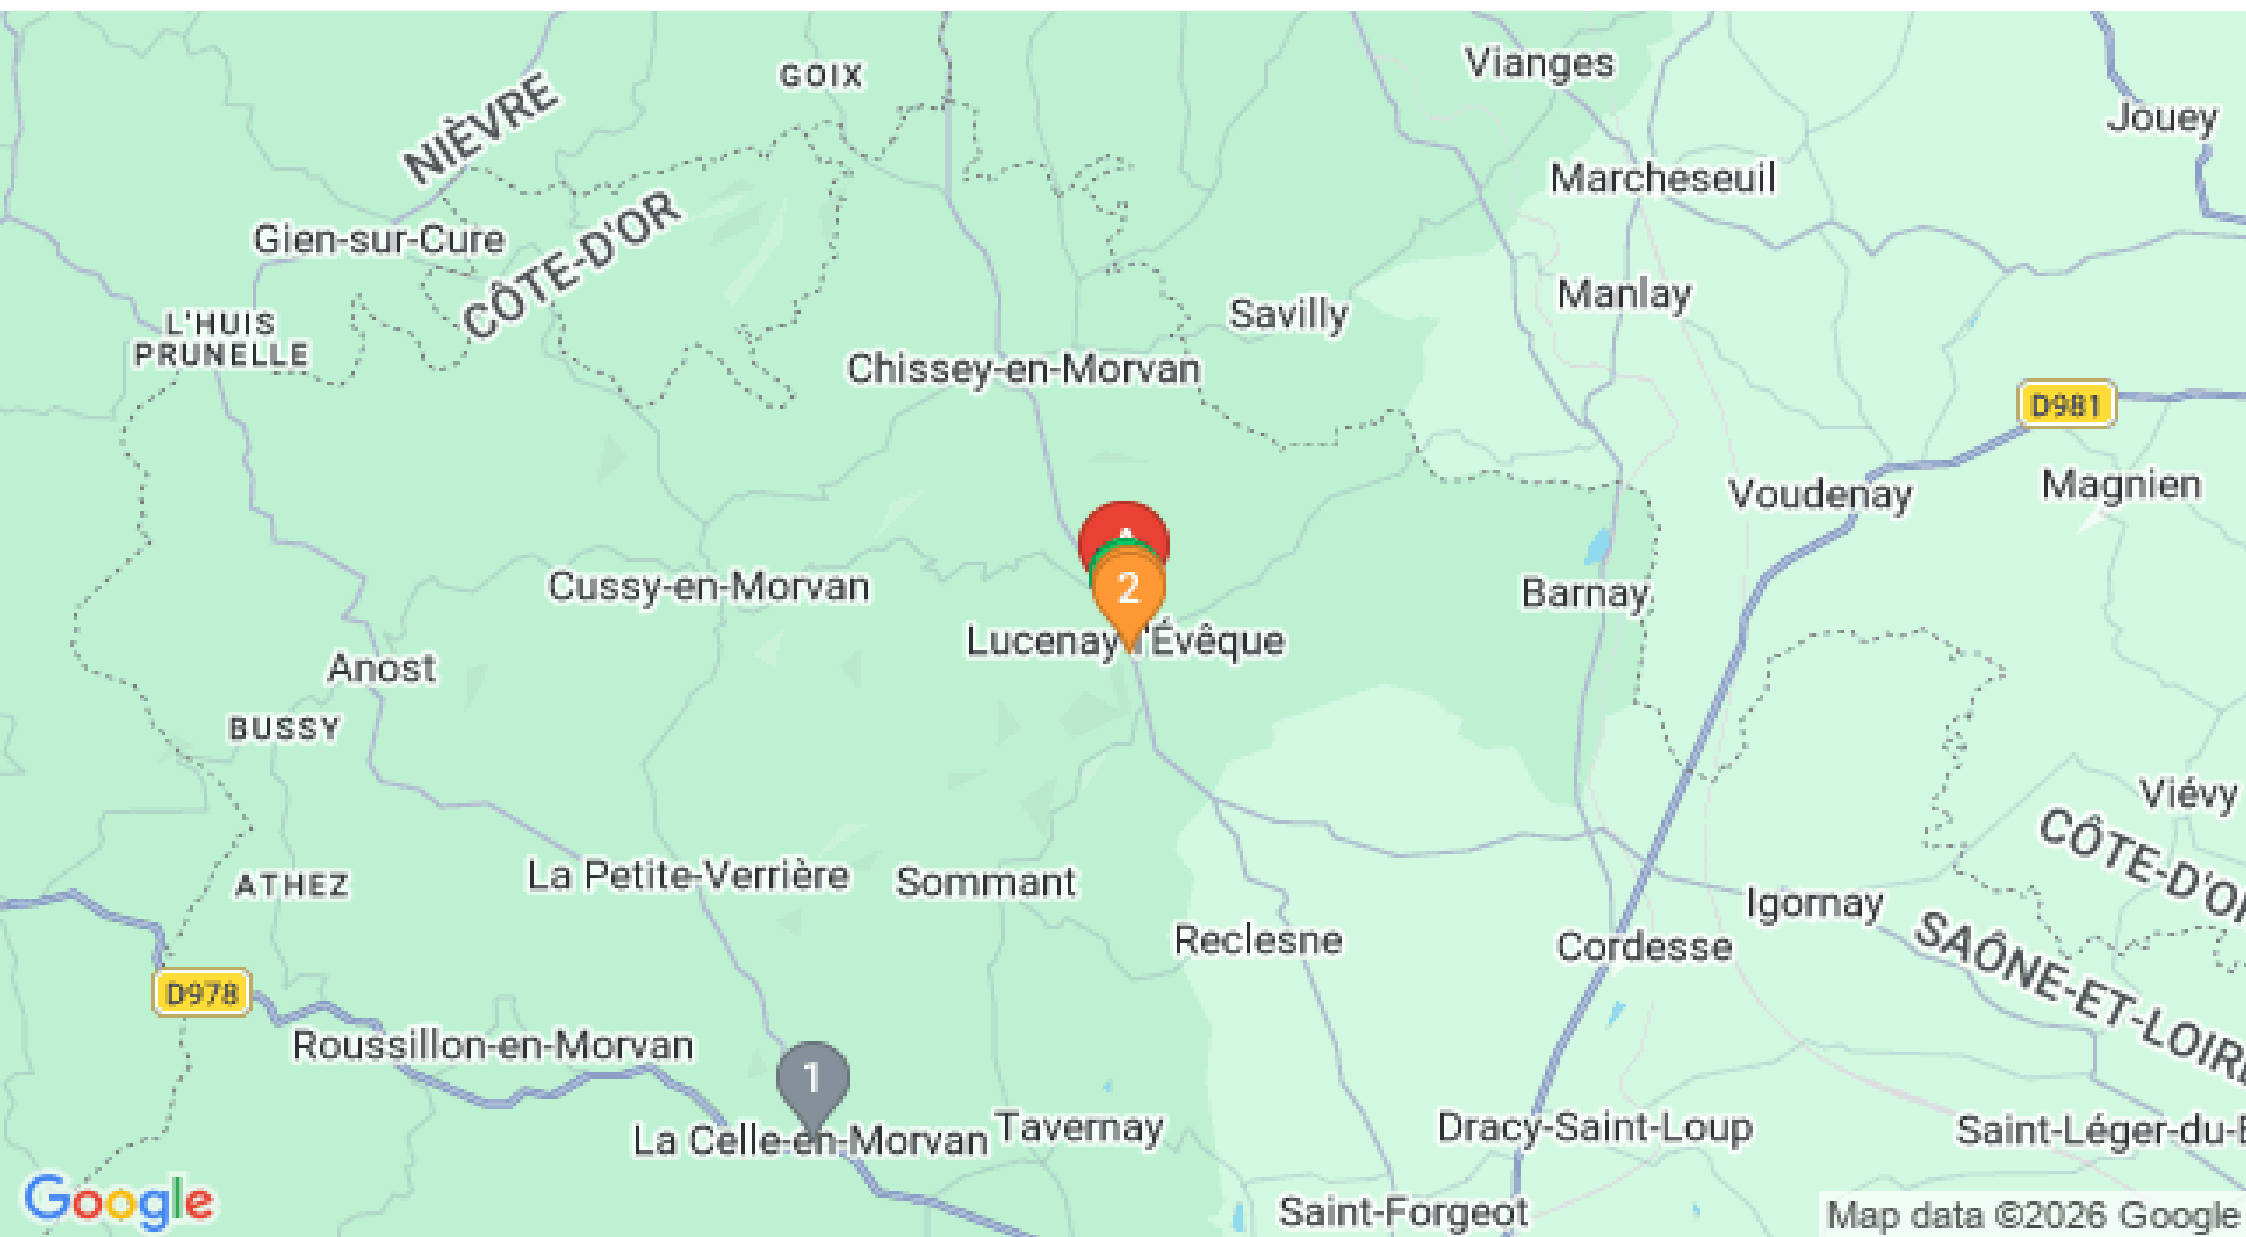 GOIX
Vianges
Jouey
NIÈVRE
Marcheseuil
CÔTE-D'OR
Gien-sur-Cure
Manlay
Savilly
L'HUIS
PRUNELLE
Chissey-en-Morvan
D981
Magnien
Voudenay
Cussy-en-Morvan
2
Barnay
Lucenay-l'Évêque
Anost
BUSSY
Viévy
CÔTE-D'O
La Petite-Verrière
Sommant
ATHEZ
Igornay
Reclesne
Cordesse
SAÔNE-ET-LOIRE
D978
Roussillon-en-Morvan
1
La Celle-en-Morvan
Tavernay
Dracy-Saint-Loup
Saint-Léger-du-B
Google
Saint-Forgeot
Map data ©2026 Google